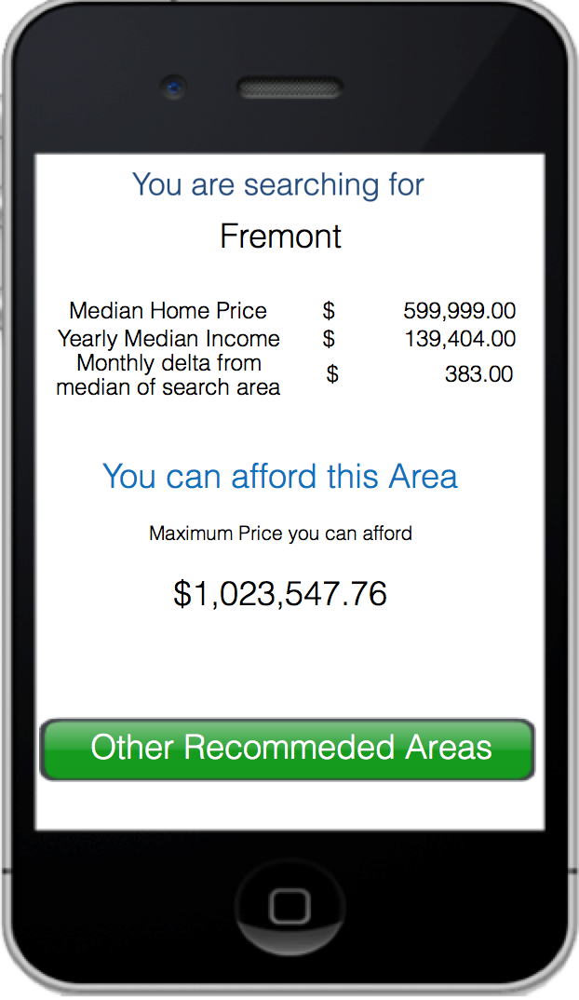 You are searching for
Fremont
Median Home Price $ 599,999.00
Yearly Median Income $ 139,404.00
Monthly delta from
median of search area $ 383.00
You can afford this Area
Maximum Price you can afford
$1,023,547.76
Other Recommeded Areas